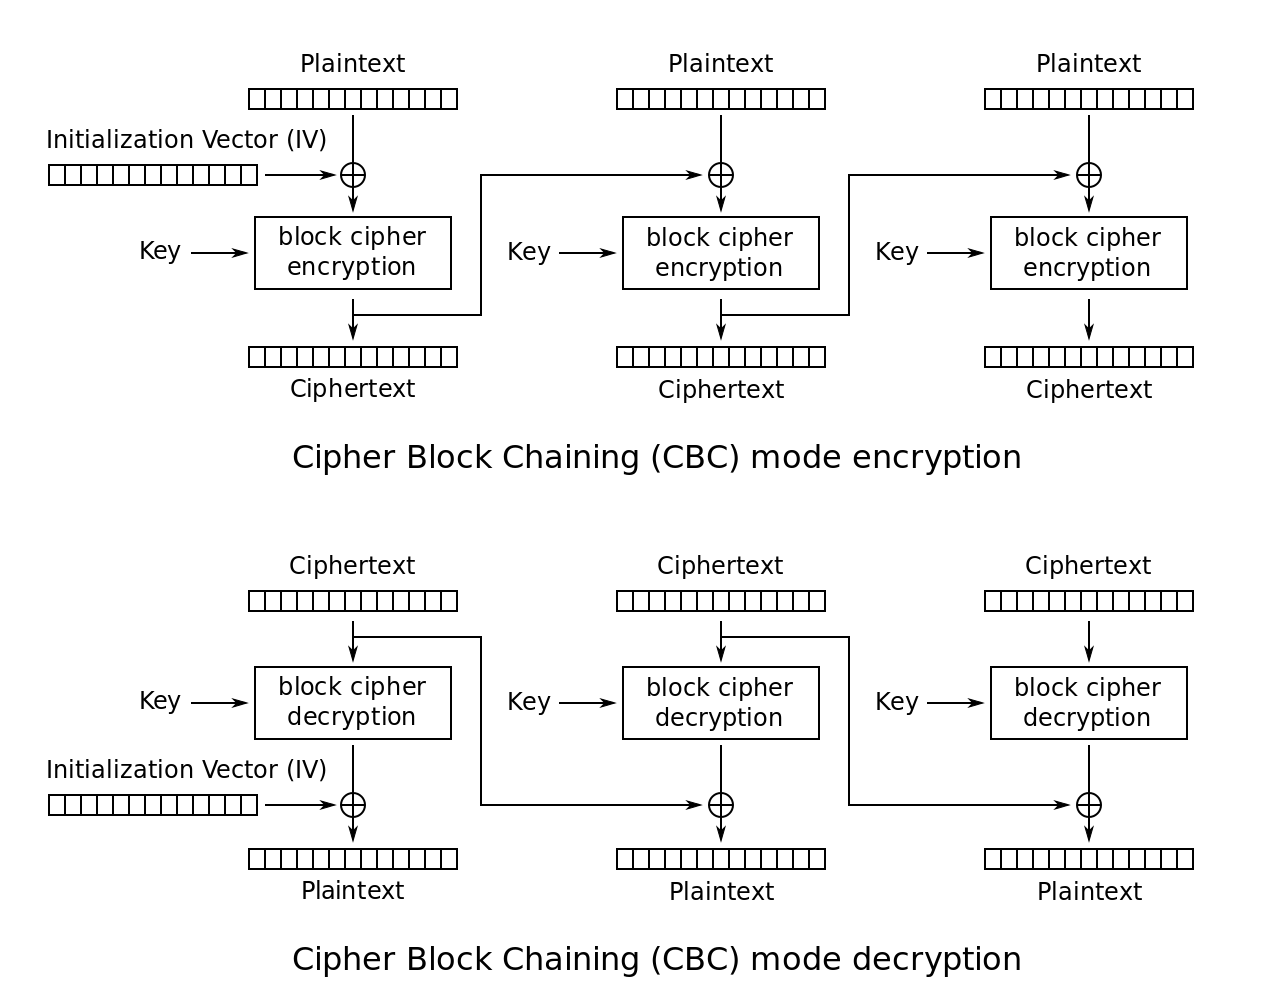 Plaintext Plaintext Plaintext
Initialization Vector (IV)
Key block cipher encryption Key block cipher encryption Key block cipher encryption
Ciphertext Ciphertext Ciphertext
Cipher Block Chaining (CBC) mode encryption
Ciphertext Ciphertext Ciphertext
Key block cipher decryption Key block cipher decryption Key block cipher decryption
Initialization Vector (IV)
Plaintext Plaintext Plaintext
Cipher Block Chaining (CBC) mode decryption